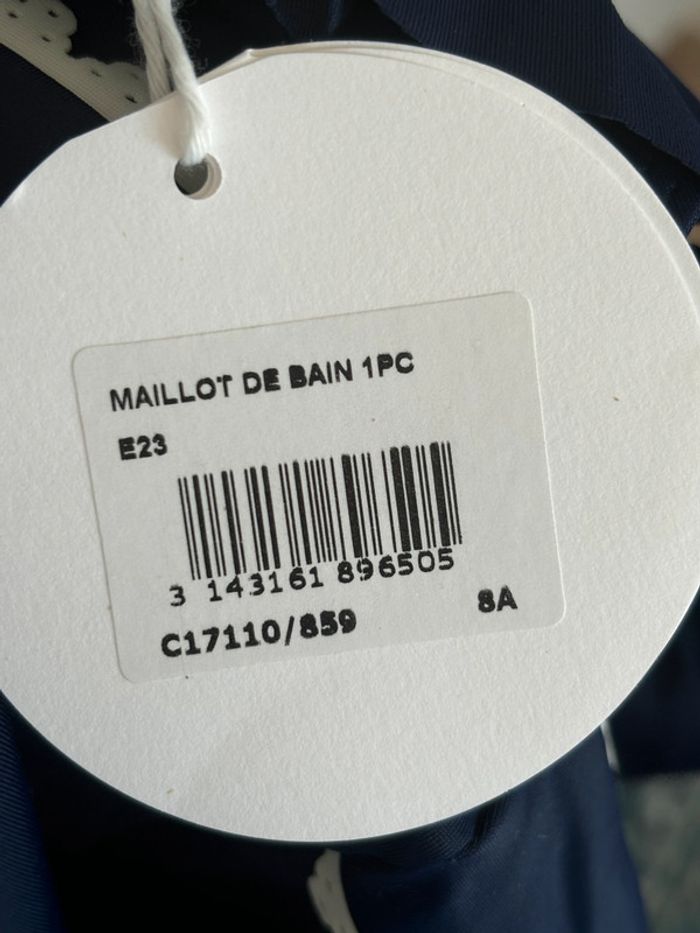 MAILLOT DE BAIN 1PC
E23
3 143161 896505
C17110/859 8A